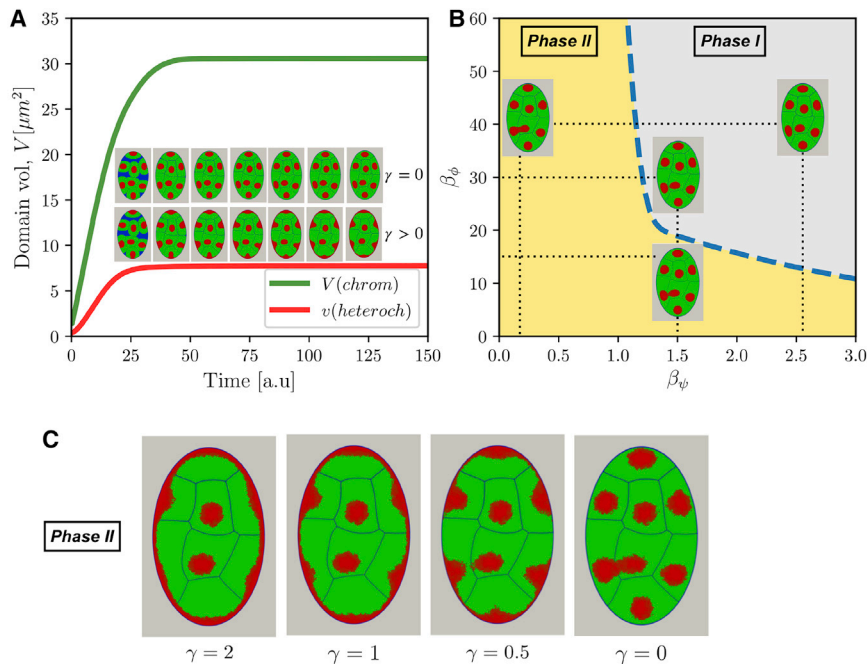 A
Domain vol, V[μm²]
35
30
25
20
15
10
5
0
γ = 0
γ > 0
V(chrom)
v(heteroch)
0 25 50 75 100 125 150
Time [a.u]
B
Phase II
Phase I
β_ϕ
60
50
40
30
20
10
0
0.0 0.5 1.0 1.5 2.0 2.5 3.0
β_ψ
C
Phase II
γ = 2
γ = 1
γ = 0.5
γ = 0